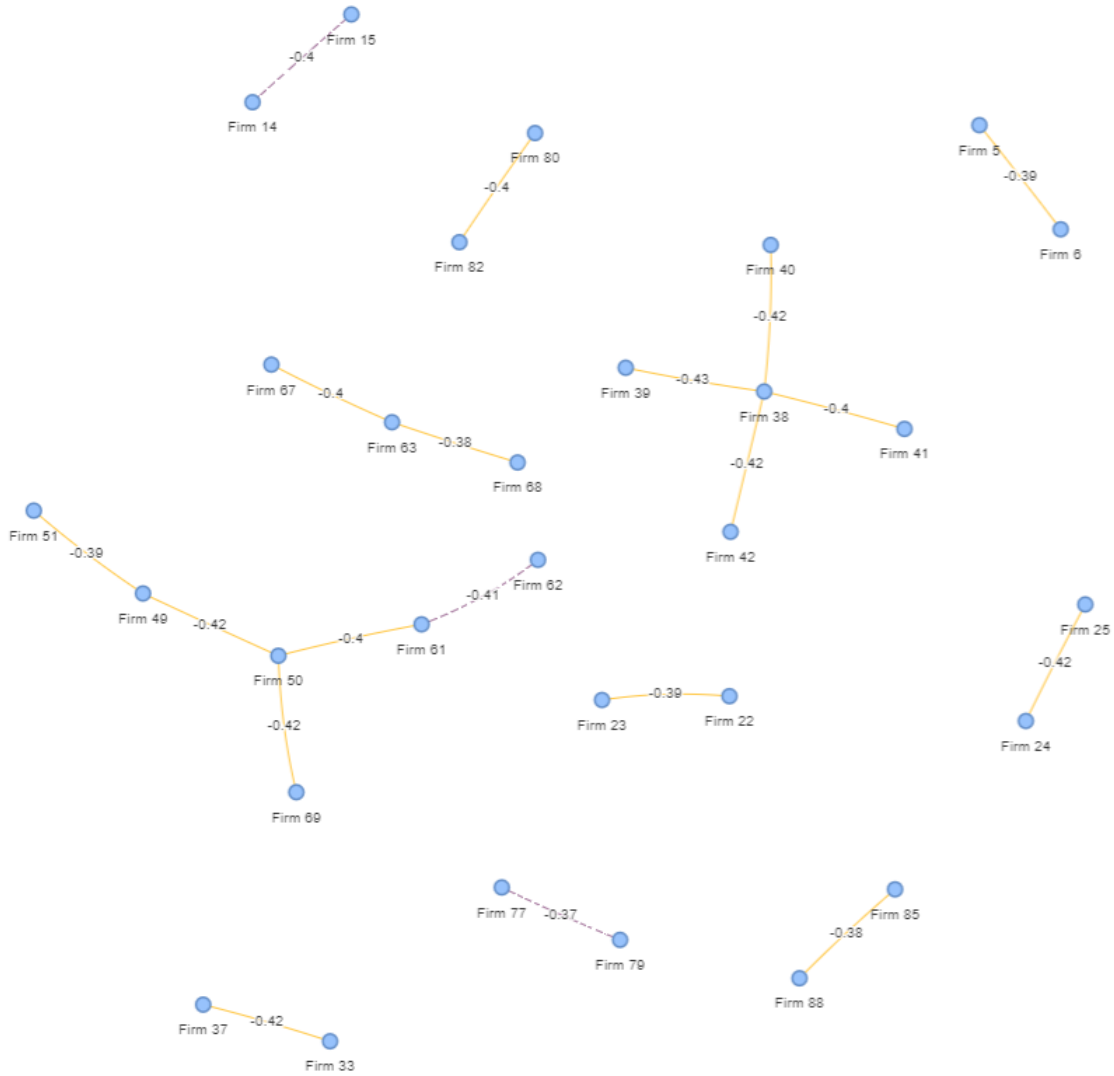 Firm 15
-0.4
Firm 14
Firm 80
-0.4
Firm 82
Firm 5
-0.39
Firm 6
Firm 40
-0.42
Firm 39
-0.43
Firm 38
-0.4
Firm 41
-0.42
Firm 42
Firm 67
-0.4
Firm 63
-0.38
Firm 68
Firm 51
-0.39
Firm 49
-0.42
Firm 50
-0.4
Firm 61
-0.41
Firm 62
-0.42
Firm 69
Firm 23
-0.39
Firm 22
Firm 25
-0.42
Firm 24
Firm 77
-0.37
Firm 79
Firm 85
-0.38
Firm 88
Firm 37
-0.42
Firm 33